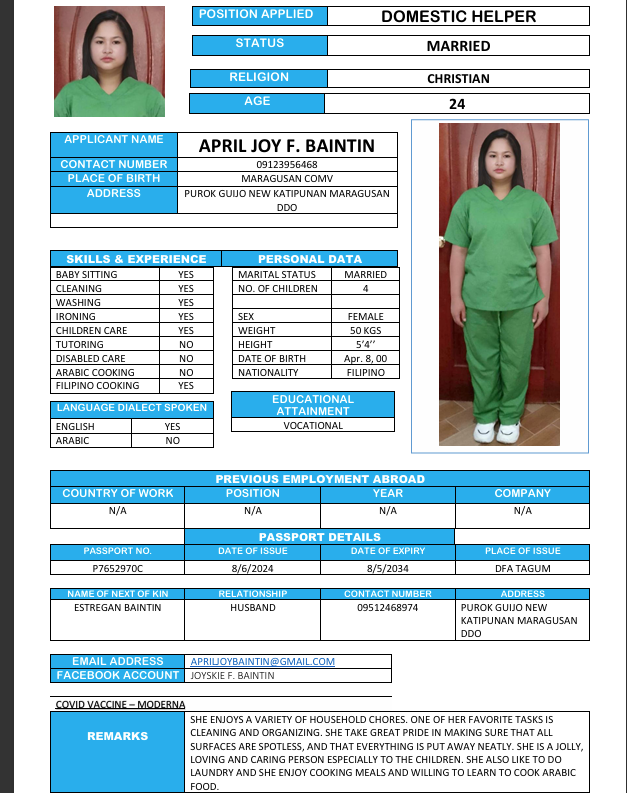 POSITION APPLIED DOMESTIC HELPER
STATUS MARRIED
RELIGION CHRISTIAN
AGE 24
APPLICANT NAME APRIL JOY F. BAINTIN
CONTACT NUMBER 09123956468
PLACE OF BIRTH MARAGUSAN COMV
ADDRESS PUROK GUIJO NEW KATIPUNAN MARAGUSAN
DDO
SKILLS & EXPERIENCE
BABY SITTING YES
CLEANING YES
WASHING YES
IRONING YES
CHILDREN CARE YES
TUTORING NO
DISABLED CARE NO
ARABIC COOKING NO
FILIPINO COOKING YES
LANGUAGE DIALECT SPOKEN
ENGLISH YES
ARABIC NO
PERSONAL DATA
MARITAL STATUS MARRIED
NO. OF CHILDREN 4
SEX FEMALE
WEIGHT 50 KGS
HEIGHT 5’4’’
DATE OF BIRTH Apr. 8, 00
NATIONALITY FILIPINO
EDUCATIONAL
ATTAINMENT
VOCATIONAL
PREVIOUS EMPLOYMENT ABROAD
COUNTRY OF WORK POSITION YEAR COMPANY
N/A N/A N/A N/A
PASSPORT DETAILS
PASSPORT NO. DATE OF ISSUE DATE OF EXPIRY PLACE OF ISSUE
P7652970C 8/6/2024 8/5/2034 DFA TAGUM
NAME OF NEXT OF KIN RELATIONSHIP CONTACT NUMBER ADDRESS
ESTREGAN BAINTIN HUSBAND 09512468974 PUROK GUIJO NEW
KATIPUNAN MARAGUSAN
DDO
EMAIL ADDRESS APRILJOYBAINTIN@GMAIL.COM
FACEBOOK ACCOUNT JOYSKIE F. BAINTIN
COVID VACCINE – MODERNA
REMARKS
SHE ENJOYS A VARIETY OF HOUSEHOLD CHORES. ONE OF HER FAVORITE TASKS IS
CLEANING AND ORGANIZING. SHE TAKE GREAT PRIDE IN MAKING SURE THAT ALL
SURFACES ARE SPOTLESS, AND THAT EVERYTHING IS PUT AWAY NEATLY. SHE IS A JOLLY,
LOVING AND CARING PERSON ESPECIALLY TO THE CHILDREN. SHE ALSO LIKE TO DO
LAUNDRY AND SHE ENJOY COOKING MEALS AND WILLING TO LEARN TO COOK ARABIC
FOOD.